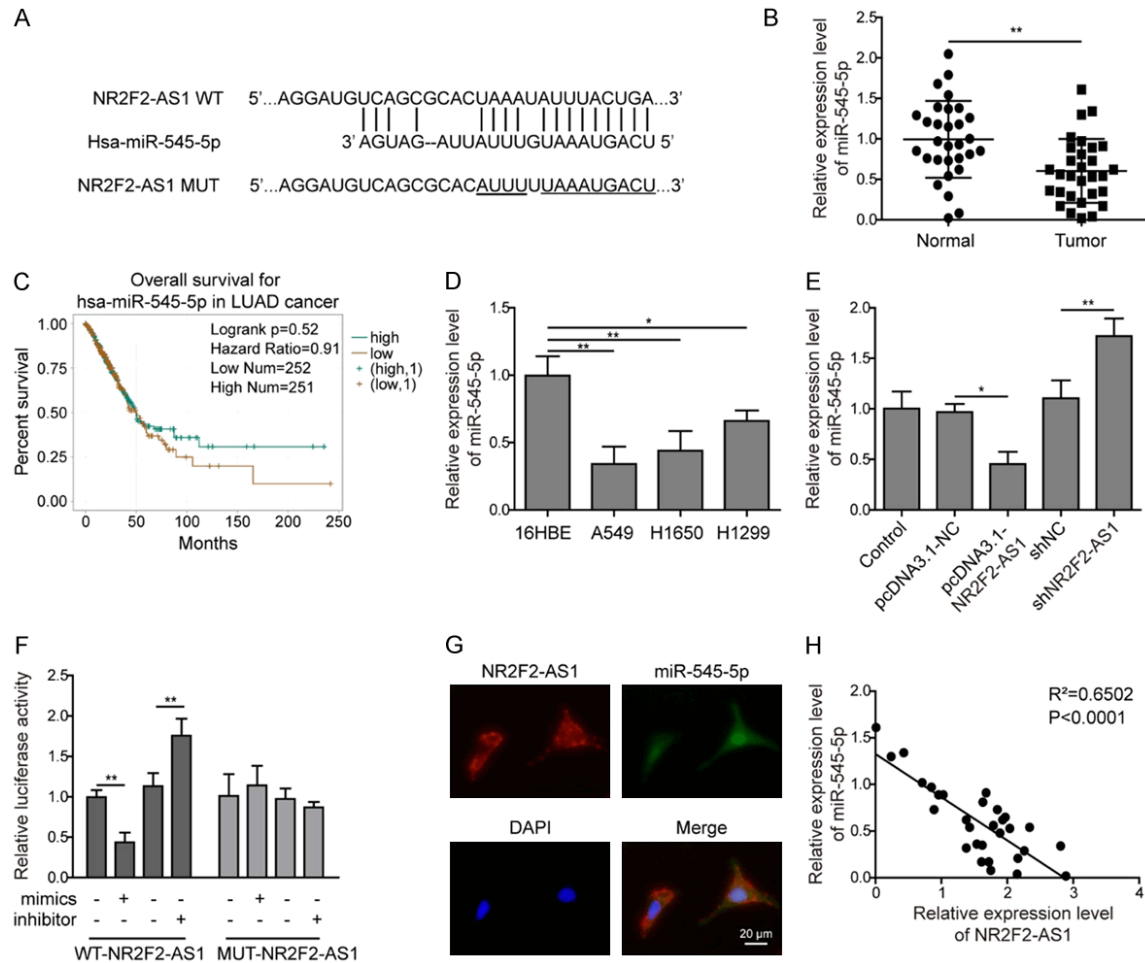 A
NR2F2-AS1 WT 5'...AGGAUGUCAGCGCACUAAAUAUUUACUGA...3'
Hsa-miR-545-5p 3' AGUAG--AUUAUUUGUAAAUGACU 5'
NR2F2-AS1 MUT 5'...AGGAUGUCAGCGCACAUUUUUAAAUGACU...3'
B
Relative expression level
of miR-545-5p
2.5
2.0
1.5
1.0
0.5
0.0
**
Normal Tumor
C
Overall survival for
hsa-miR-545-5p in LUAD cancer
Percent survival
1.00
0.75
0.50
0.25
0.00
Logrank p=0.52
Hazard Ratio=0.91
Low Num=252
High Num=251
high
low
(high,1)
(low,1)
0 50 100 150 200 250
Months
D
Relative expression level
of miR-545-5p
1.5
1.0
0.5
0.0
*
**
**
16HBE A549 H1650 H1299
E
Relative expression level
of miR-545-5p
2.0
1.5
1.0
0.5
0.0
*
**
Control
pcDNA3.1-NC
pcDNA3.1-
NR2F2-AS1
shNC
shNR2F2-AS1
F
Relative luciferase activity
2.5
2.0
1.5
1.0
0.5
0.0
**
**
mimics - + - - - + - -
inhibitor - - - + - - - +
WT-NR2F2-AS1 MUT-NR2F2-AS1
G
NR2F2-AS1 miR-545-5p
DAPI Merge
20 μm
H
Relative expression level
of miR-545-5p
2.0
1.5
1.0
0.5
0.0
R²=0.6502
P<0.0001
0 1 2 3 4
Relative expression level
of NR2F2-AS1